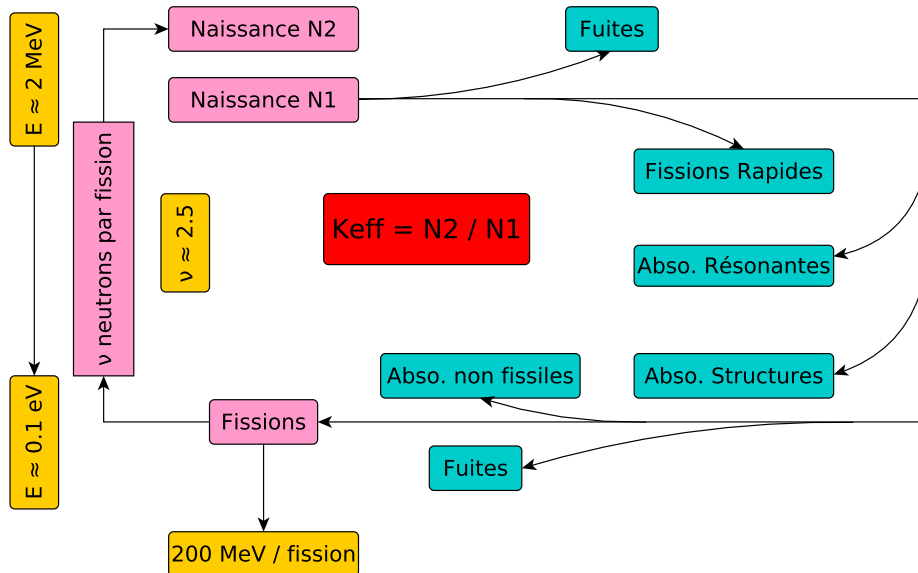 Naissance N2
Fuites
E ≈ 2 MeV
Naissance N1
ν neutrons par fission
Fissions Rapides
ν ≈ 2.5
Keff = N2 / N1
Abso. Résonantes
Abso. non fissiles
Abso. Structures
E ≈ 0.1 eV
Fissions
Fuites
200 MeV / fission